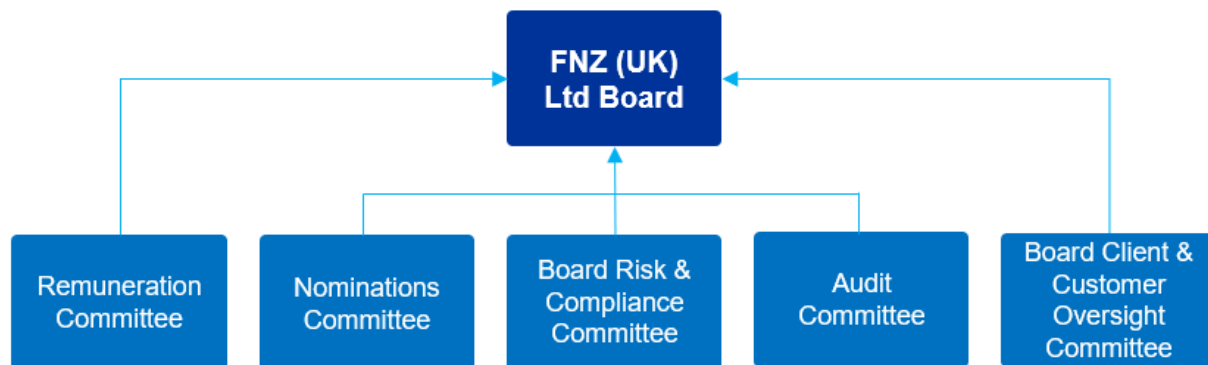 FNZ (UK)
Ltd Board
Remuneration
Committee
Nominations
Committee
Board Risk &
Compliance
Committee
Audit
Committee
Board Client &
Customer
Oversight
Committee